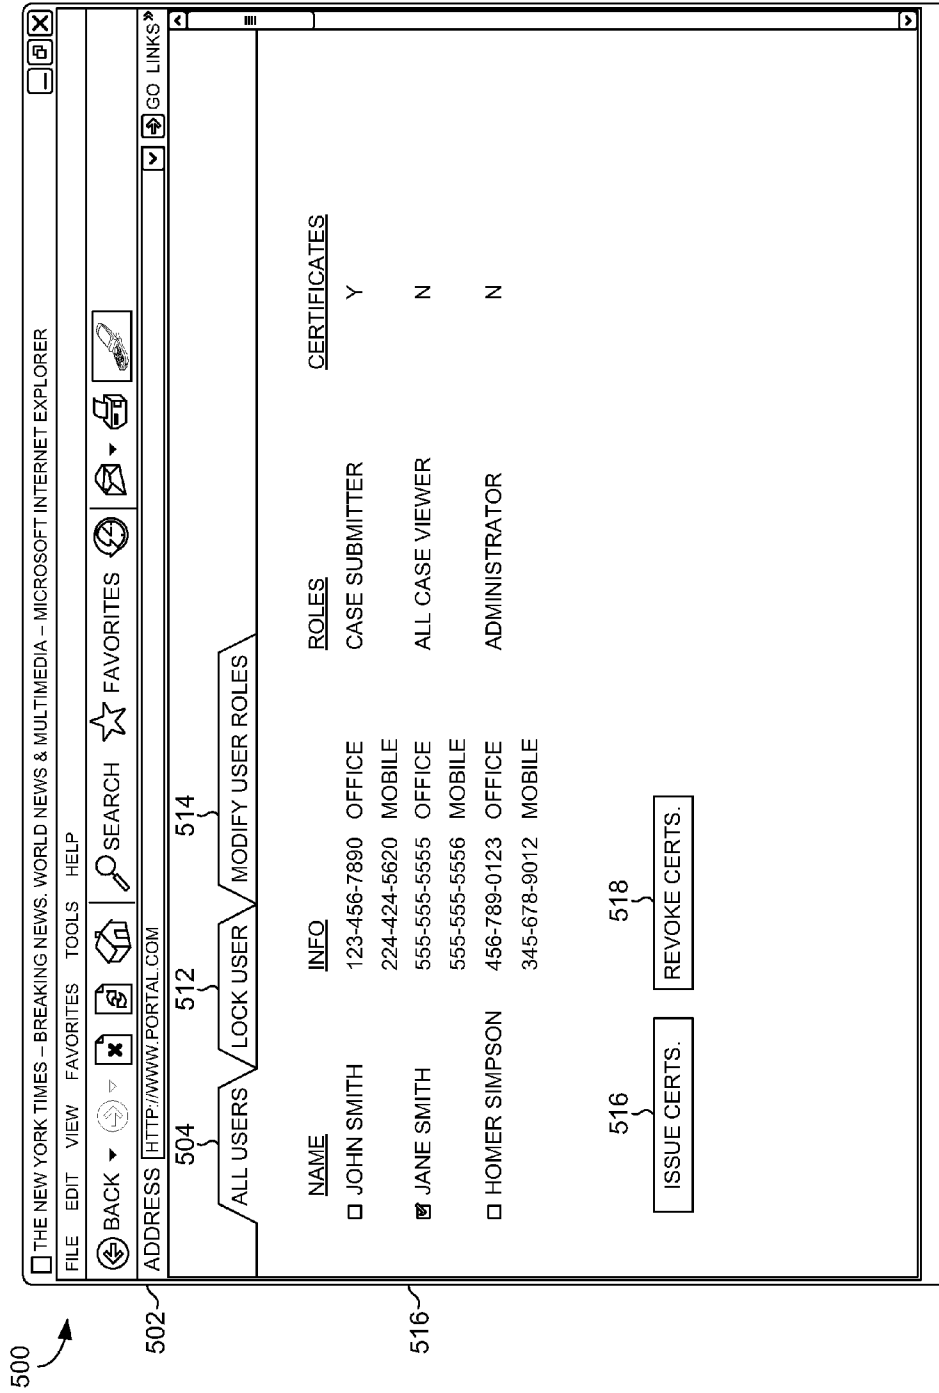 500
THE NEW YORK TIMES – BREAKING NEWS. WORLD NEWS & MULTIMEDIA – MICROSOFT INTERNET EXPLORER
FILE EDIT VIEW FAVORITES TOOLS HELP
BACK SEARCH FAVORITES
ADDRESS HTTP://WWW.PORTAL.COM GO LINKS»
502
504 512 514
ALL USERS LOCK USER MODIFY USER ROLES
NAME INFO ROLES CERTIFICATES
JOHN SMITH 123-456-7890 OFFICE CASE SUBMITTER Y
224-424-5620 MOBILE
516
JANE SMITH 555-555-5555 OFFICE ALL CASE VIEWER N
555-555-5556 MOBILE
HOMER SIMPSON 456-789-0123 OFFICE ADMINISTRATOR N
345-678-9012 MOBILE
516 518
ISSUE CERTS. REVOKE CERTS.